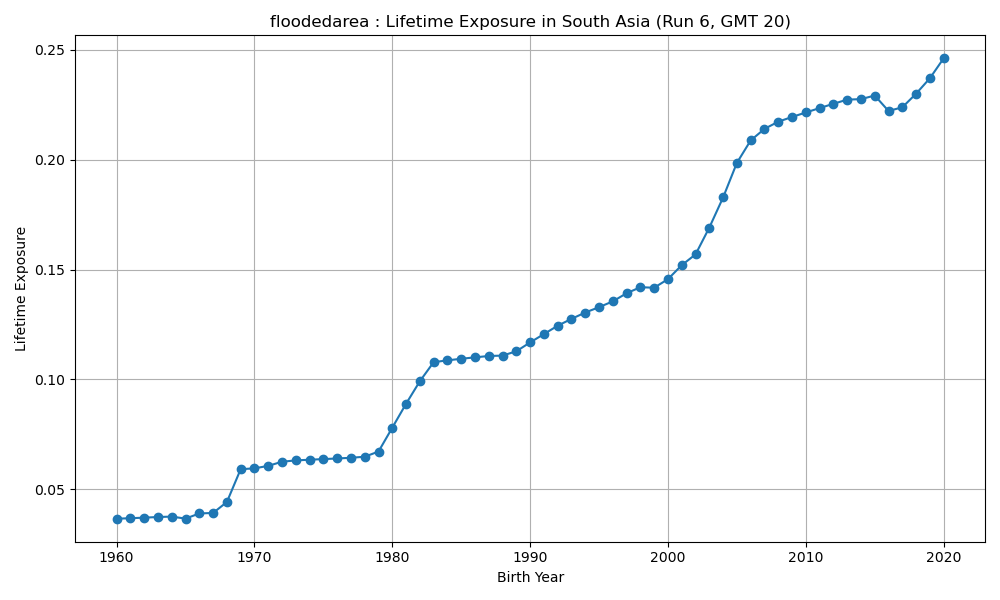 floodedarea : Lifetime Exposure in South Asia (Run 6, GMT 20)
Lifetime Exposure
0.25
0.20
0.15
0.10
0.05
1960 1970 1980 1990 2000 2010 2020
Birth Year